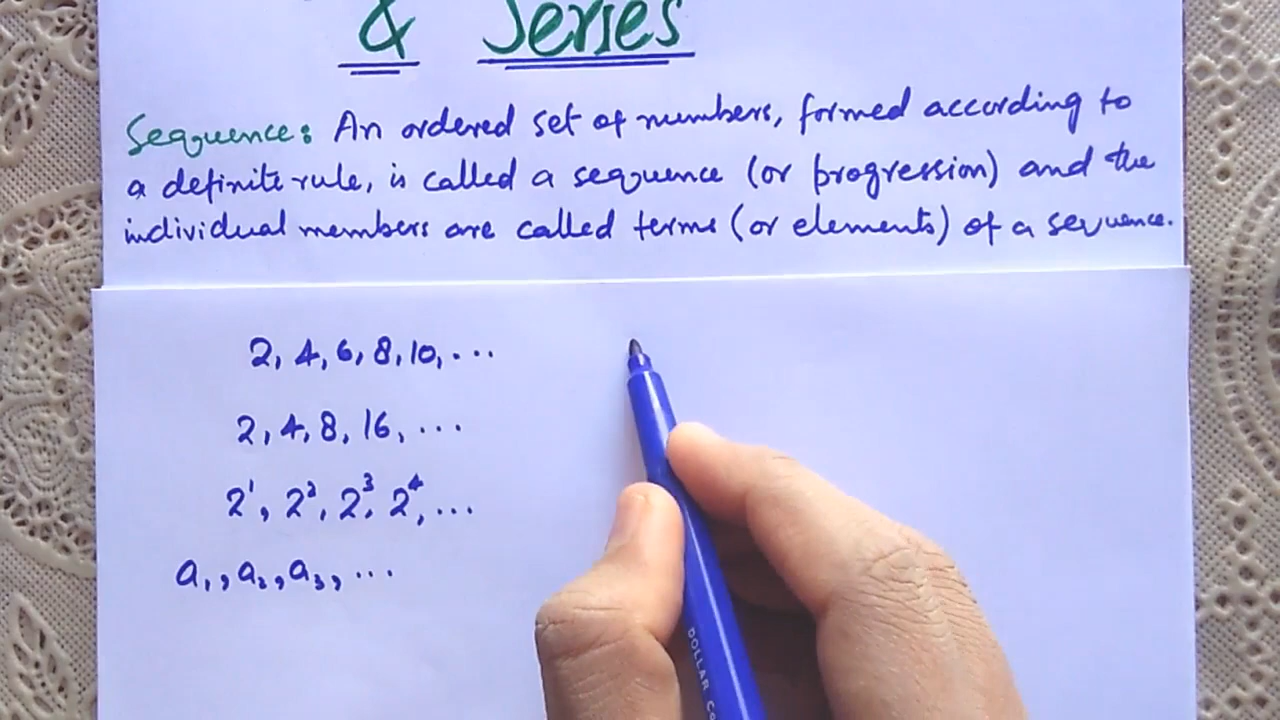 & Series
Sequence: An ordered set of numbers, formed according to
a definite rule, is called a sequence (or progression) and the
individual members are called terms (or elements) of a sequence.
2, 4, 6, 8, 10, ...
2, 4, 8, 16, ...
2¹, 2², 2³, 2⁴, ...
a₁, a₂, a₃, ...
DOLLAR CO